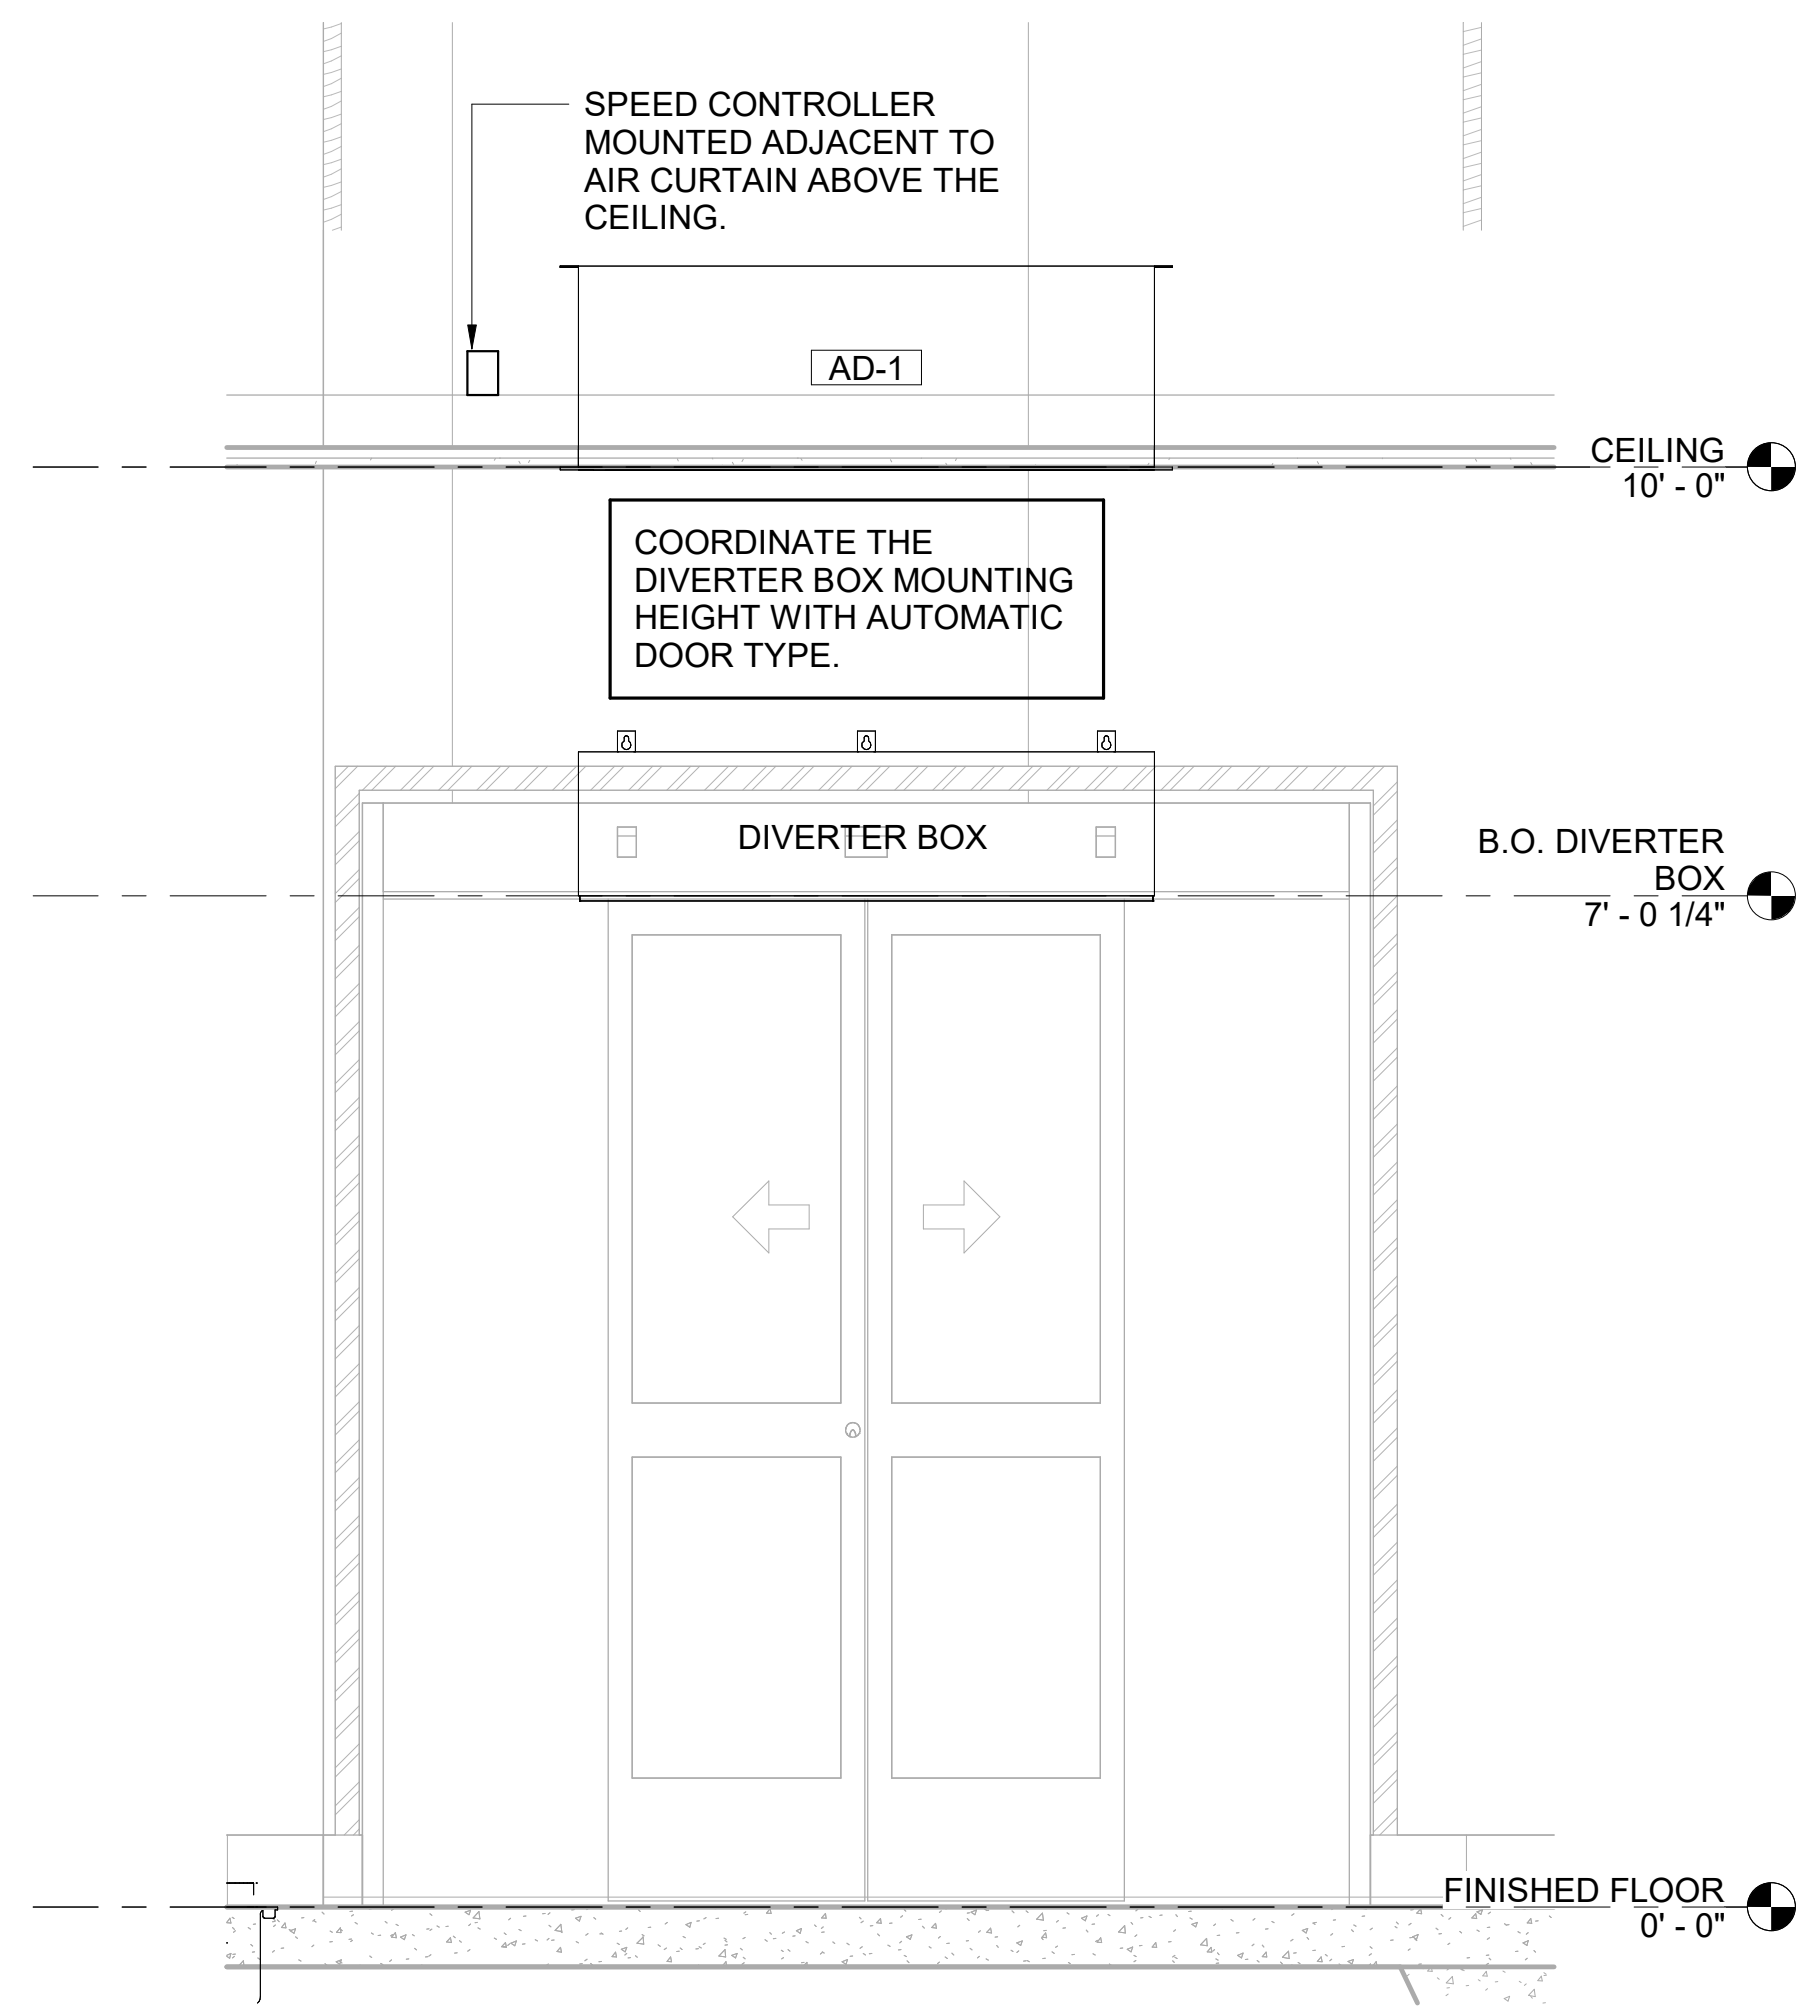 SPEED CONTROLLER
MOUNTED ADJACENT TO
AIR CURTAIN ABOVE THE
CEILING.
AD-1
CEILING
10' - 0"
COORDINATE THE
DIVERTER BOX MOUNTING
HEIGHT WITH AUTOMATIC
DOOR TYPE.
DIVERTER BOX
B.O. DIVERTER
BOX
7' - 0 1/4"
FINISHED FLOOR
0' - 0"